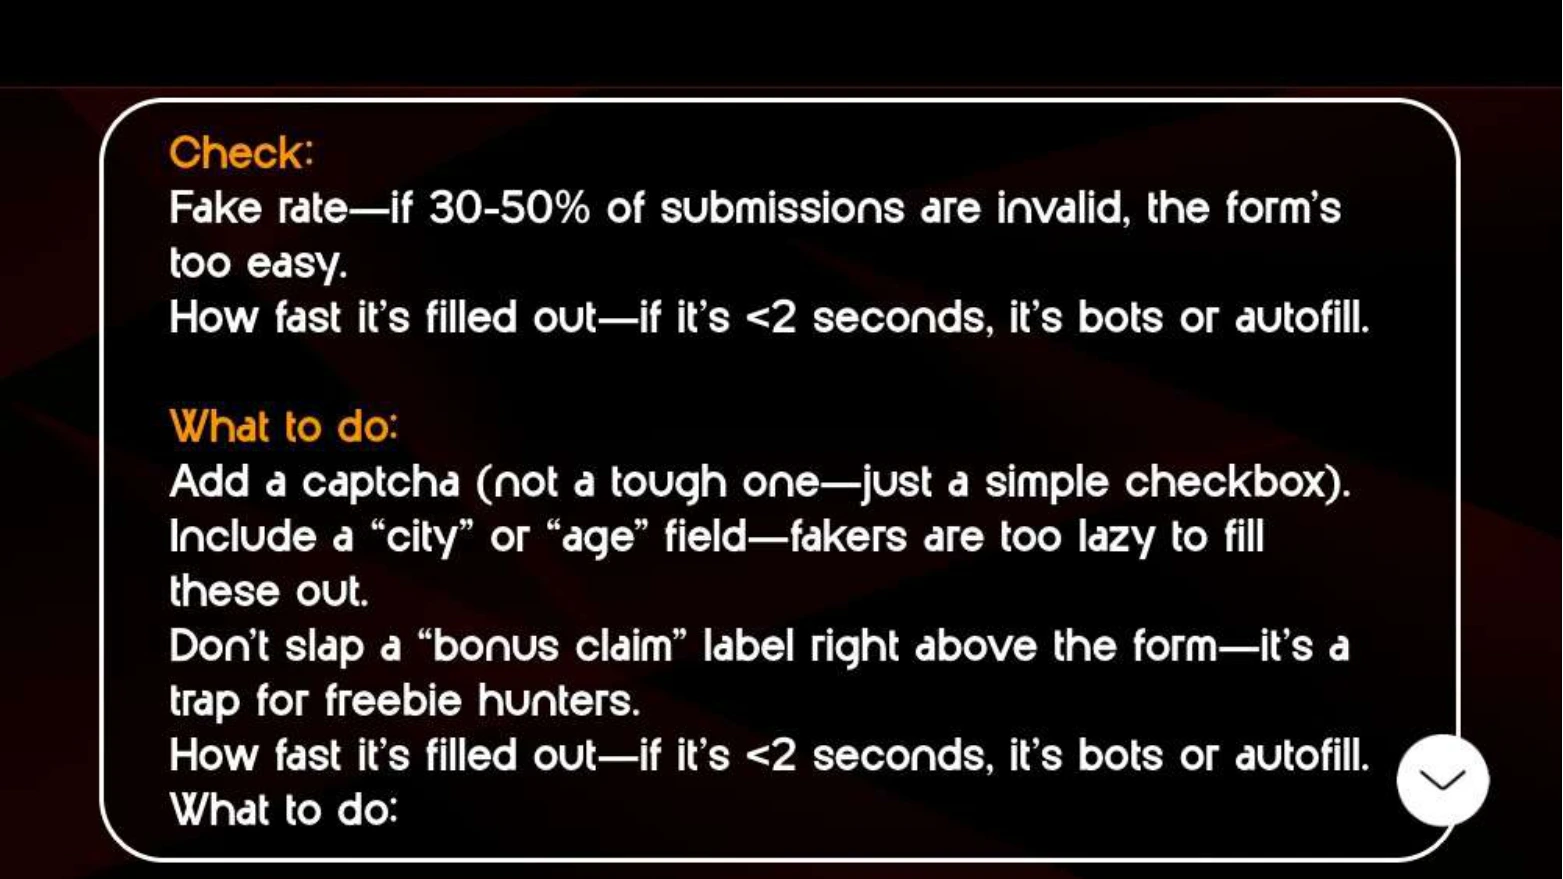 Check:
Fake rate—if 30-50% of submissions are invalid, the form’s
too easy.
How fast it’s filled out—if it’s <2 seconds, it’s bots or autofill.
What to do:
Add a captcha (not a tough one—just a simple checkbox).
Include a “city” or “age” field—fakers are too lazy to fill
these out.
Don’t slap a “bonus claim” label right above the form—it’s a
trap for freebie hunters.
How fast it’s filled out—if it’s <2 seconds, it’s bots or autofill.
What to do: